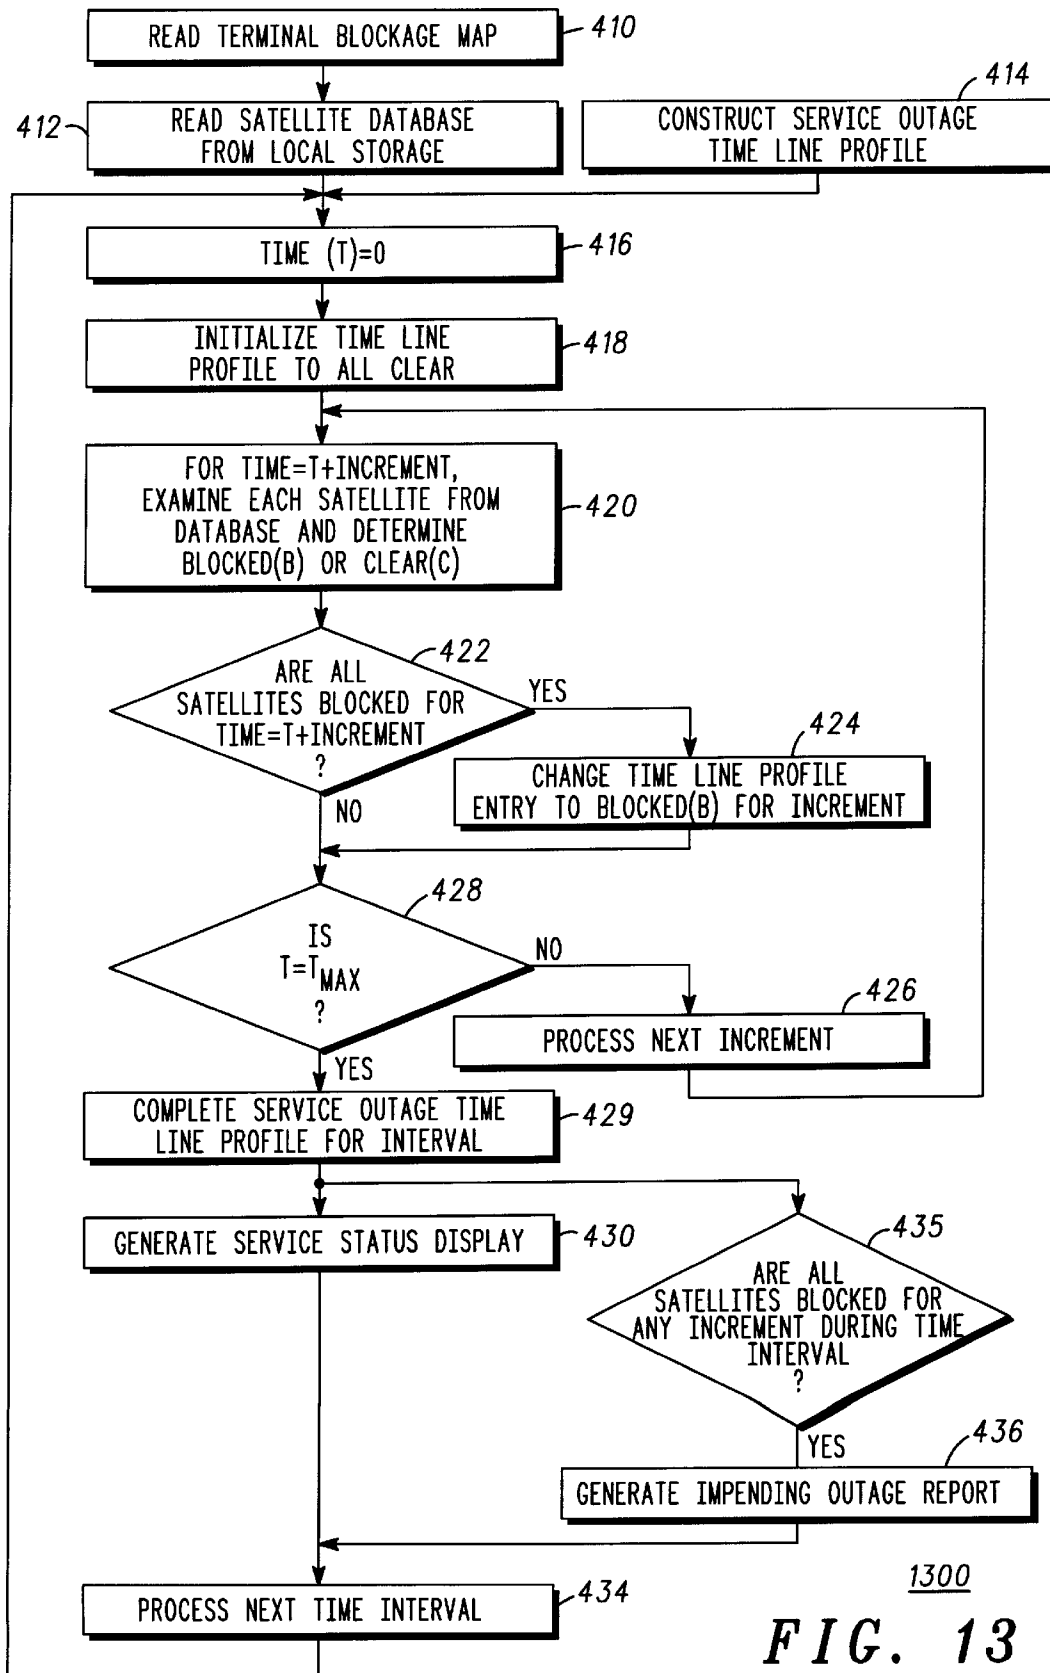 READ TERMINAL BLOCKAGE MAP
410
412
READ SATELLITE DATABASE
FROM LOCAL STORAGE
414
CONSTRUCT SERVICE OUTAGE
TIME LINE PROFILE
TIME (T)=0
416
INITIALIZE TIME LINE
PROFILE TO ALL CLEAR
418
FOR TIME=T+INCREMENT,
EXAMINE EACH SATELLITE FROM
DATABASE AND DETERMINE
BLOCKED(B) OR CLEAR(C)
420
422
ARE ALL
SATELLITES BLOCKED FOR
TIME=T+INCREMENT
?
YES
NO
424
CHANGE TIME LINE PROFILE
ENTRY TO BLOCKED(B) FOR INCREMENT
428
IS
T=TMAX
?
NO
YES
426
PROCESS NEXT INCREMENT
COMPLETE SERVICE OUTAGE TIME
LINE PROFILE FOR INTERVAL
429
GENERATE SERVICE STATUS DISPLAY
430
435
ARE ALL
SATELLITES BLOCKED FOR
ANY INCREMENT DURING TIME
INTERVAL
?
YES
436
GENERATE IMPENDING OUTAGE REPORT
PROCESS NEXT TIME INTERVAL
434
1300
FIG. 13